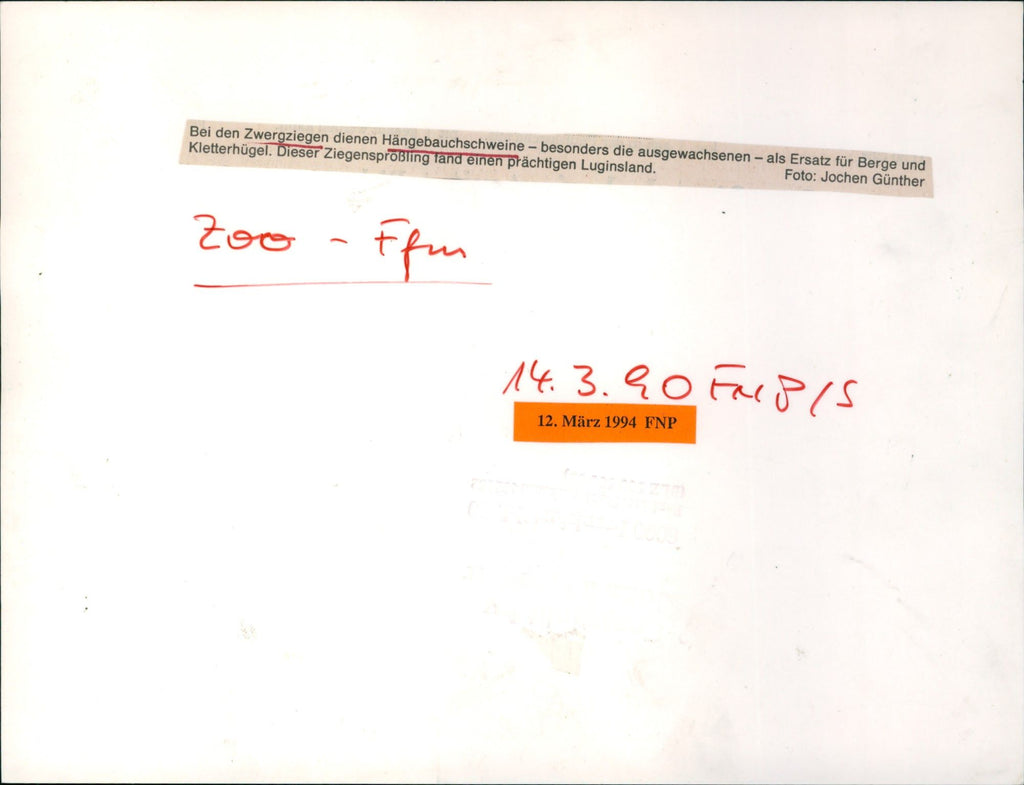 Bei den Zwergziegen dienen Hängebauchschweine – besonders die ausgewachsenen – als Ersatz für Berge und
Kletterhügel. Dieser Ziegensprößling fand einen prächtigen Luginsland.
Foto: Jochen Günther
Zoo - Ffm
14. 3. 90 FNP/S
12. März 1994 FNP